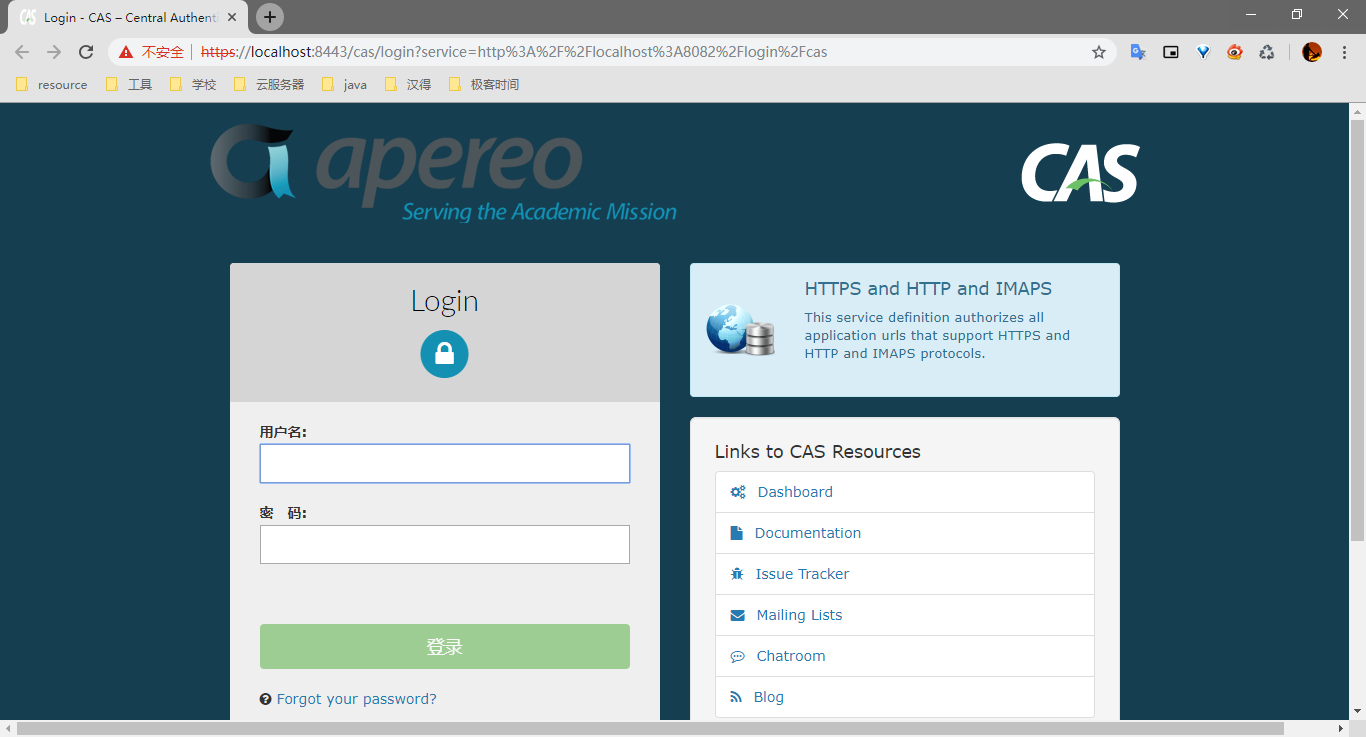 Login - CAS – Central Authenti
不安全 https://localhost:8443/cas/login?service=http%3A%2F%2Flocalhost%3A8082%2Flogin%2Fcas
resource 工具 学校 云服务器 java 汉得 极客时间
apereo
Serving the Academic Mission
CAS
Login
用户名:
密 码:
登录
Forgot your password?
HTTPS and HTTP and IMAPS
This service definition authorizes all
application urls that support HTTPS and
HTTP and IMAPS protocols.
Links to CAS Resources
Dashboard
Documentation
Issue Tracker
Mailing Lists
Chatroom
Blog